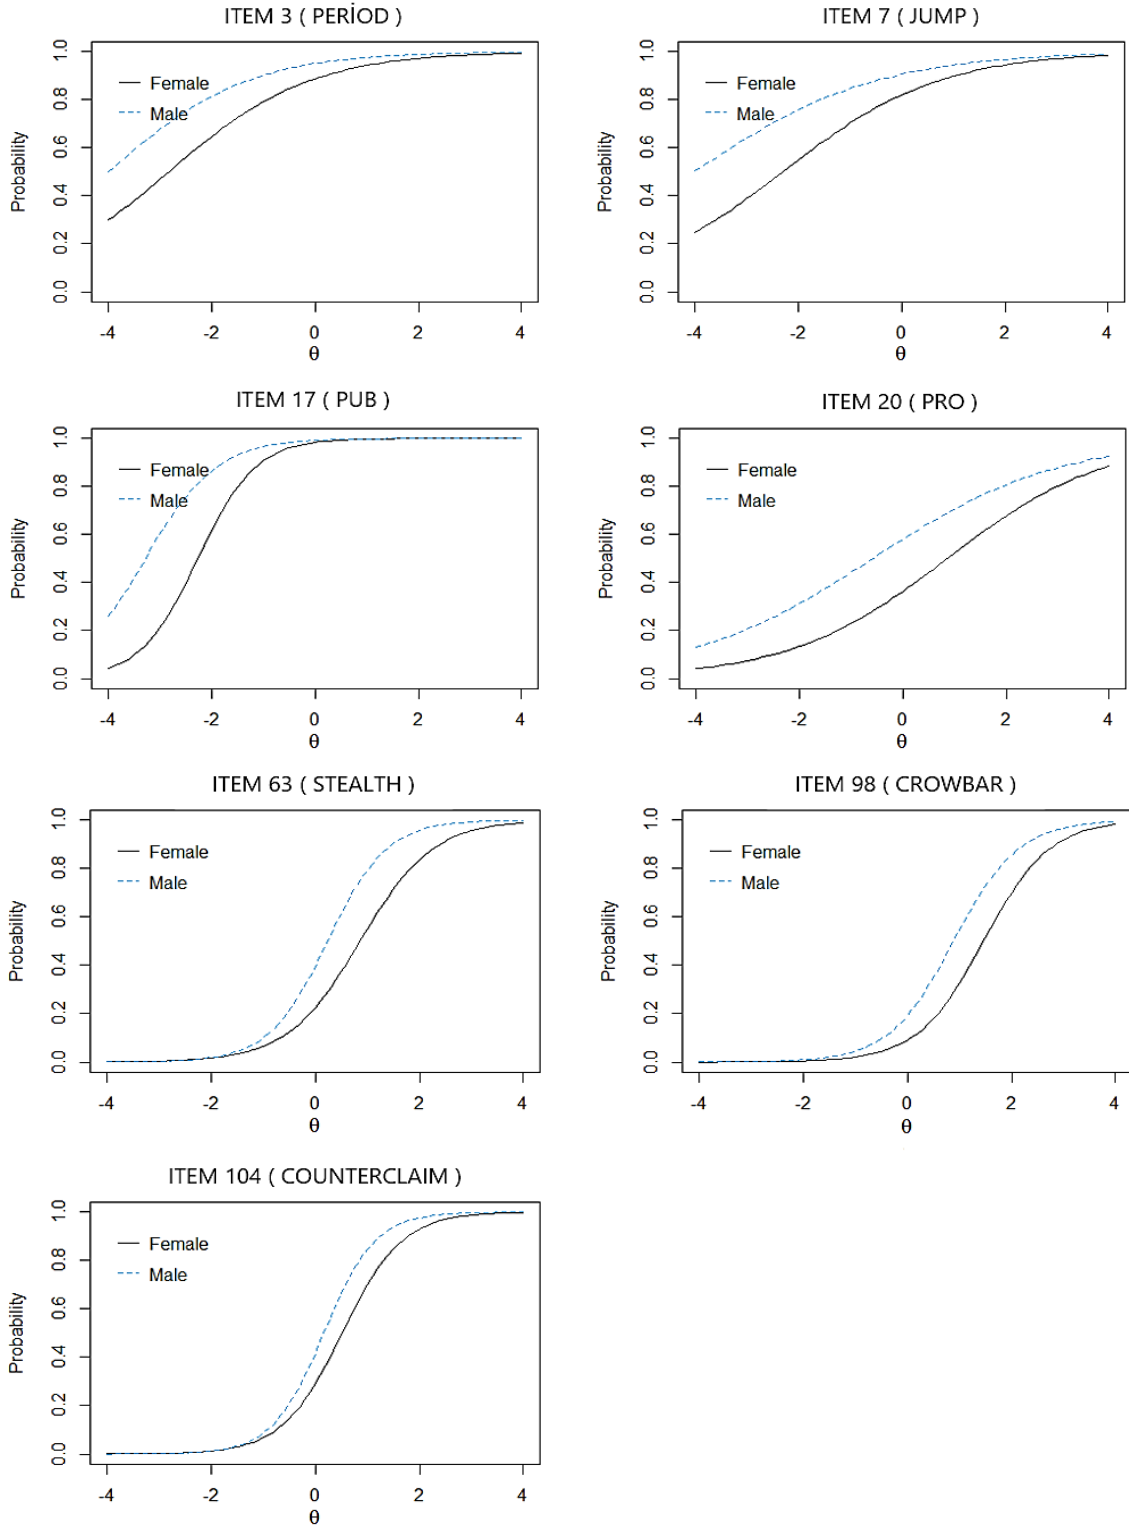 ITEM 3 ( PERİOD )
Probability
1.0
0.8
0.6
0.4
0.2
0.0
Female
Male
-4 -2 0 2 4
θ
ITEM 7 ( JUMP )
Probability
1.0
0.8
0.6
0.4
0.2
0.0
Female
Male
-4 -2 0 2 4
θ
ITEM 17 ( PUB )
Probability
1.0
0.8
0.6
0.4
0.2
0.0
Female
Male
-4 -2 0 2 4
θ
ITEM 20 ( PRO )
Probability
1.0
0.8
0.6
0.4
0.2
0.0
Female
Male
-4 -2 0 2 4
θ
ITEM 63 ( STEALTH )
Probability
1.0
0.8
0.6
0.4
0.2
0.0
Female
Male
-4 -2 0 2 4
θ
ITEM 98 ( CROWBAR )
Probability
1.0
0.8
0.6
0.4
0.2
0.0
Female
Male
-4 -2 0 2 4
θ
ITEM 104 ( COUNTERCLAIM )
Probability
1.0
0.8
0.6
0.4
0.2
0.0
Female
Male
-4 -2 0 2 4
θ